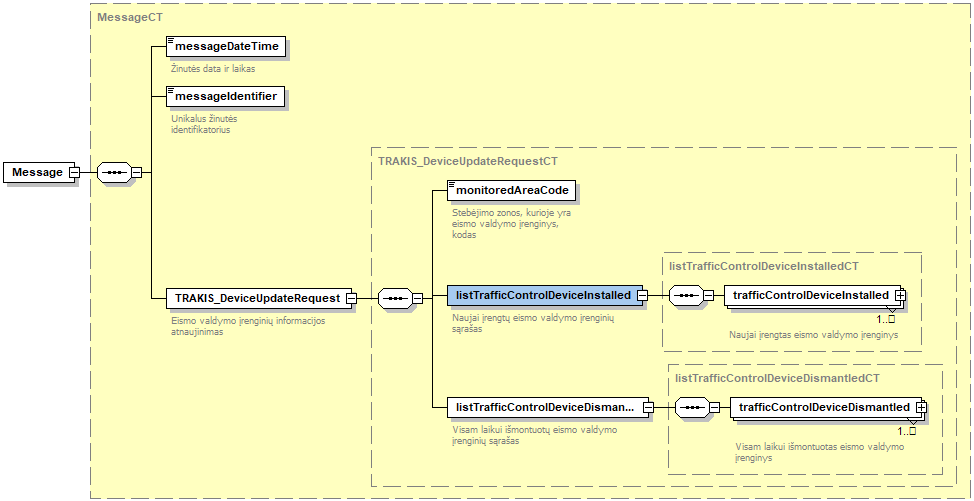 MessageCT
messageDateTime
Žinutės data ir laikas
messageIdentifier
Unikalus žinutės
identifikatorius
Message
TRAKIS_DeviceUpdateRequestCT
monitoredAreaCode
Stebėjimo zonos, kurioje yra
eismo valdymo įrenginys,
kodas
TRAKIS_DeviceUpdateRequest
Eismo valdymo įrenginių informacijos
atnaujinimas
listTrafficControlDeviceInstalledCT
listTrafficControlDeviceInstalled
Naujai įrengtų eismo valdymo įrenginių
sąrašas
trafficControlDeviceInstalled
1..
Naujai įrengtas eismo valdymo įrenginys
listTrafficControlDeviceDismantledCT
listTrafficControlDeviceDisman...
Visam laikui išmontuotų eismo valdymo
įrenginių sąrašas
trafficControlDeviceDismantled
1..
Visam laikui išmontuotas eismo valdymo
įrenginys